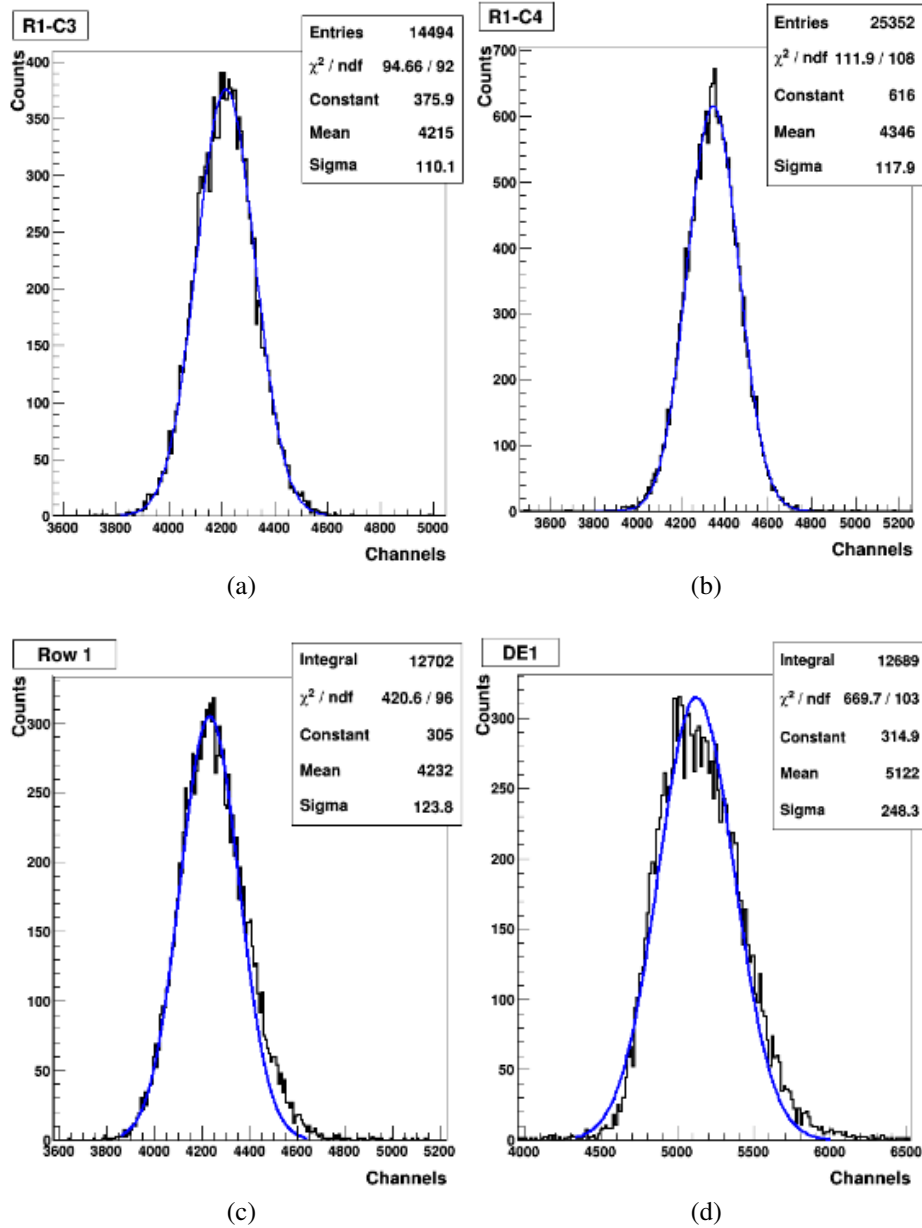 R1-C3
Entries 14494
χ² / ndf 94.66 / 92
Constant 375.9
Mean 4215
Sigma 110.1
Counts
400
350
300
250
200
150
100
50
0
3600 3800 4000 4200 4400 4600 4800 5000
Channels
(a)
R1-C4
Entries 25352
χ² / ndf 111.9 / 108
Constant 616
Mean 4346
Sigma 117.9
Counts
700
600
500
400
300
200
100
0
3600 3800 4000 4200 4400 4600 4800 5000 5200
Channels
(b)
Row 1
Integral 12702
χ² / ndf 420.6 / 96
Constant 305
Mean 4232
Sigma 123.8
Counts
300
250
200
150
100
50
0
3600 3800 4000 4200 4400 4600 4800 5000 5200
Channels
(c)
DE1
Integral 12689
χ² / ndf 669.7 / 103
Constant 314.9
Mean 5122
Sigma 248.3
Counts
300
250
200
150
100
50
0
4000 4500 5000 5500 6000 6500
Channels
(d)